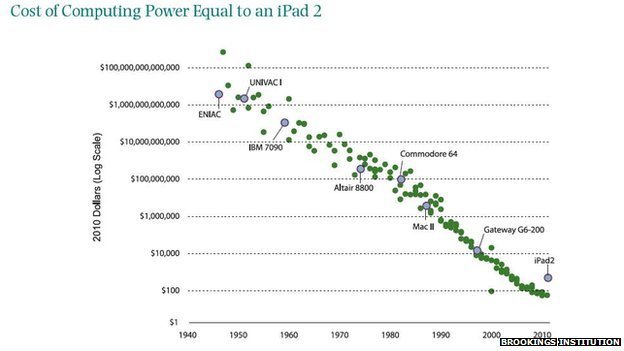 Cost of Computing Power Equal to an iPad 2
$100,000,000,000,000
$1,000,000,000,000
$10,000,000,000
$100,000,000
$1,000,000
$10,000
$100
$1
2010 Dollars (Log Scale)
ENIAC
UNIVAC I
IBM 7090
Altair 8800
Commodore 64
Mac II
Gateway G6-200
iPad2
1940 1950 1960 1970 1980 1990 2000 2010
BROOKINGS INSTITUTION